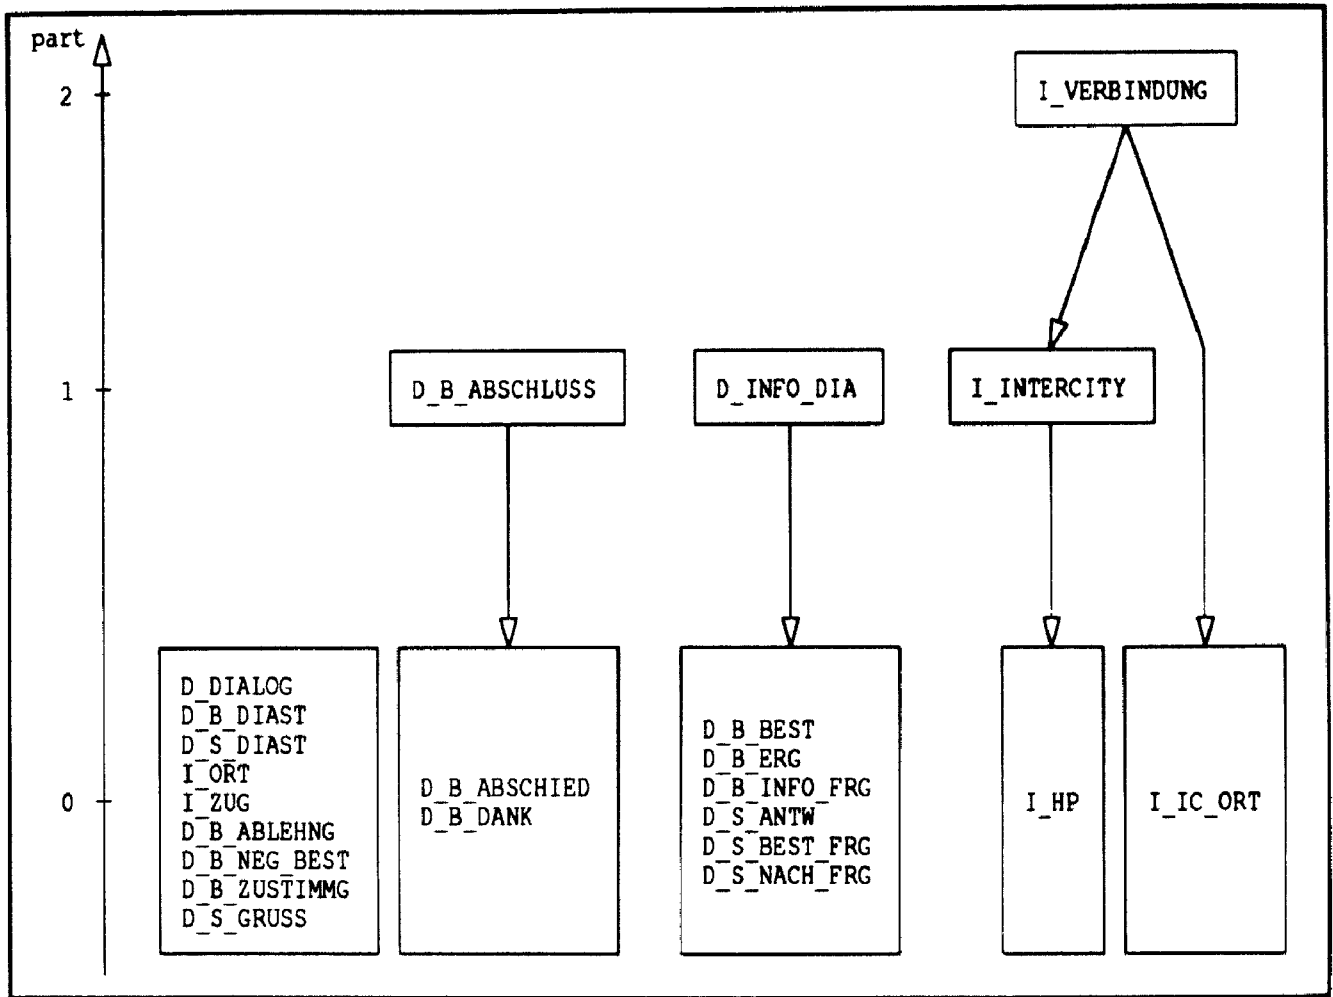 part
2
I_VERBINDUNG
1
D_B_ABSCHLUSS
D_INFO_DIA
I_INTERCITY
0
D_DIALOG
D_B_DIAST
D_S_DIAST
I_ORT
I_ZUG
D_B_ABLEHNG
D_B_NEG_BEST
D_B_ZUSTIMMG
D_S_GRUSS
D_B_ABSCHIED
D_B_DANK
D_B_BEST
D_B_ERG
D_B_INFO_FRG
D_S_ANTW
D_S_BEST_FRG
D_S_NACH_FRG
I_HP
I_IC_ORT